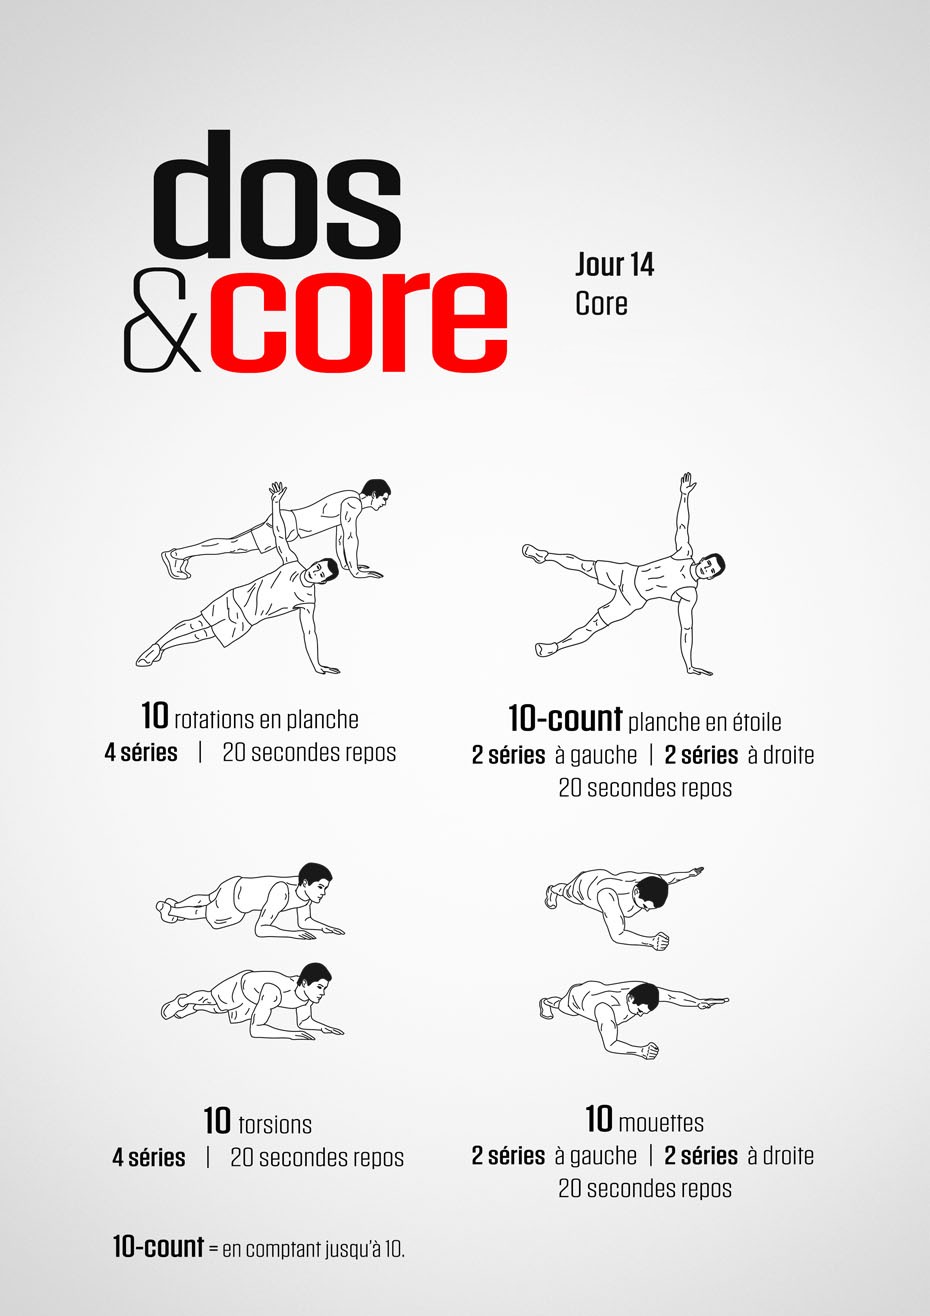 dos
&core
Jour 14
Core
10 rotations en planche
4 séries | 20 secondes repos
10-count planche en étoile
2 séries à gauche | 2 séries à droite
20 secondes repos
10 torsions
4 séries | 20 secondes repos
10 mouettes
2 séries à gauche | 2 séries à droite
20 secondes repos
10-count = en comptant jusqu'à 10.